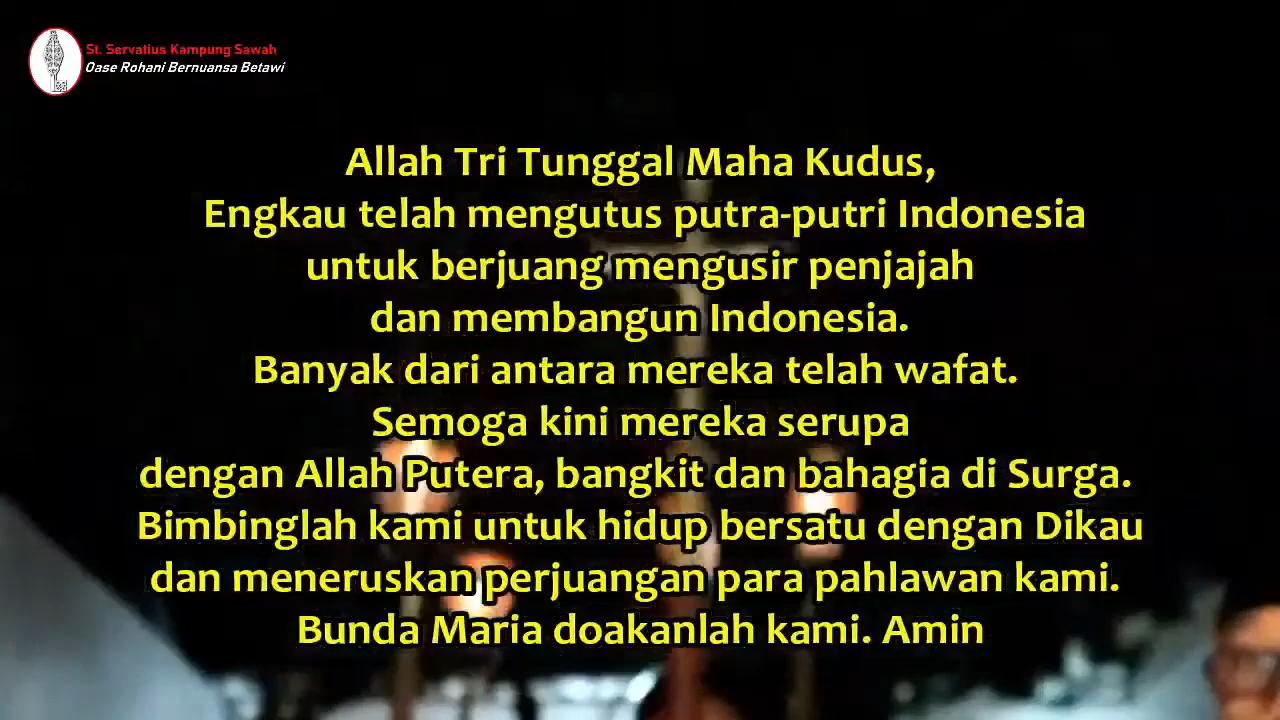 St. Servatius Kampung Sawah
Oase Rohani Bernuansa Betawi
Allah Tri Tunggal Maha Kudus,
Engkau telah mengutus putra-putri Indonesia
untuk berjuang mengusir penjajah
dan membangun Indonesia.
Banyak dari antara mereka telah wafat.
Semoga kini mereka serupa
dengan Allah Putera, bangkit dan bahagia di Surga.
Bimbinglah kami untuk hidup bersatu dengan Dikau
dan meneruskan perjuangan para pahlawan kami.
Bunda Maria doakanlah kami. Amin